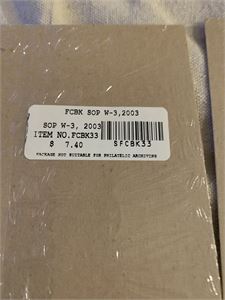 FCBK SOP W-3,2003
SOP W-3, 2003
ITEM NO.FCBK33
$ 7.40
SFCBK33
PACKAGE NOT SUITABLE FOR PHILATELIC ARCHIVING